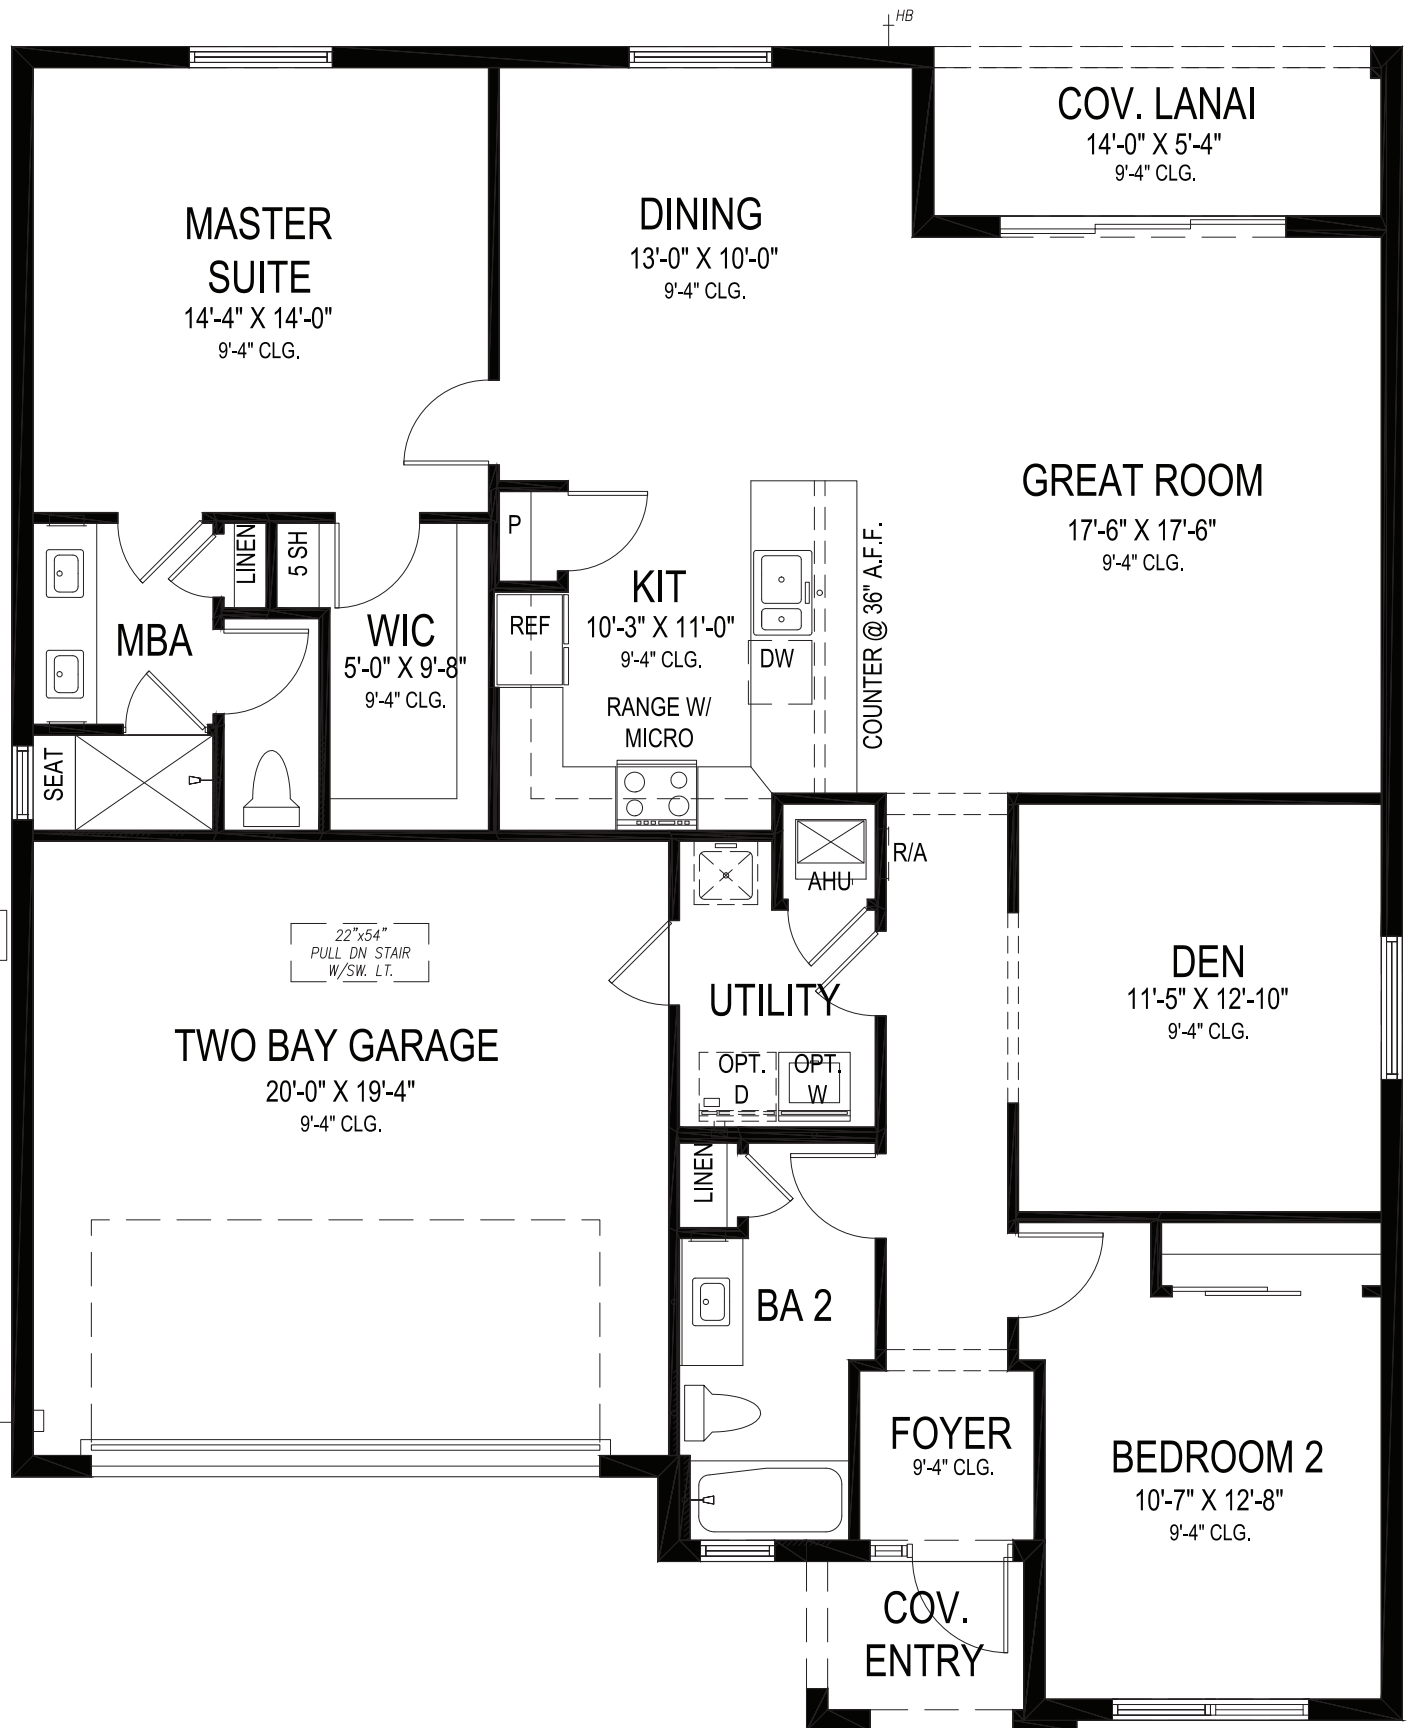 HB
COV. LANAI
14'-0" X 5'-4"
9'-4" CLG.
MASTER
SUITE
14'-4" X 14'-0"
9'-4" CLG.
DINING
13'-0" X 10'-0"
9'-4" CLG.
GREAT ROOM
17'-6" X 17'-6"
9'-4" CLG.
LINEN
5 SH
P
KIT
10'-3" X 11'-0"
9'-4" CLG.
RANGE W/
MICRO
REF
DW
COUNTER @ 36" A.F.F.
MBA
WIC
5'-0" X 9'-8"
9'-4" CLG.
SEAT
AHU
R/A
22"x54"
PULL DN STAIR
W/SW. LT.
TWO BAY GARAGE
20'-0" X 19'-4"
9'-4" CLG.
UTILITY
OPT.
D
OPT.
W
DEN
11'-5" X 12'-10"
9'-4" CLG.
LINEN
BA 2
FOYER
9'-4" CLG.
BEDROOM 2
10'-7" X 12'-8"
9'-4" CLG.
COV.
ENTRY